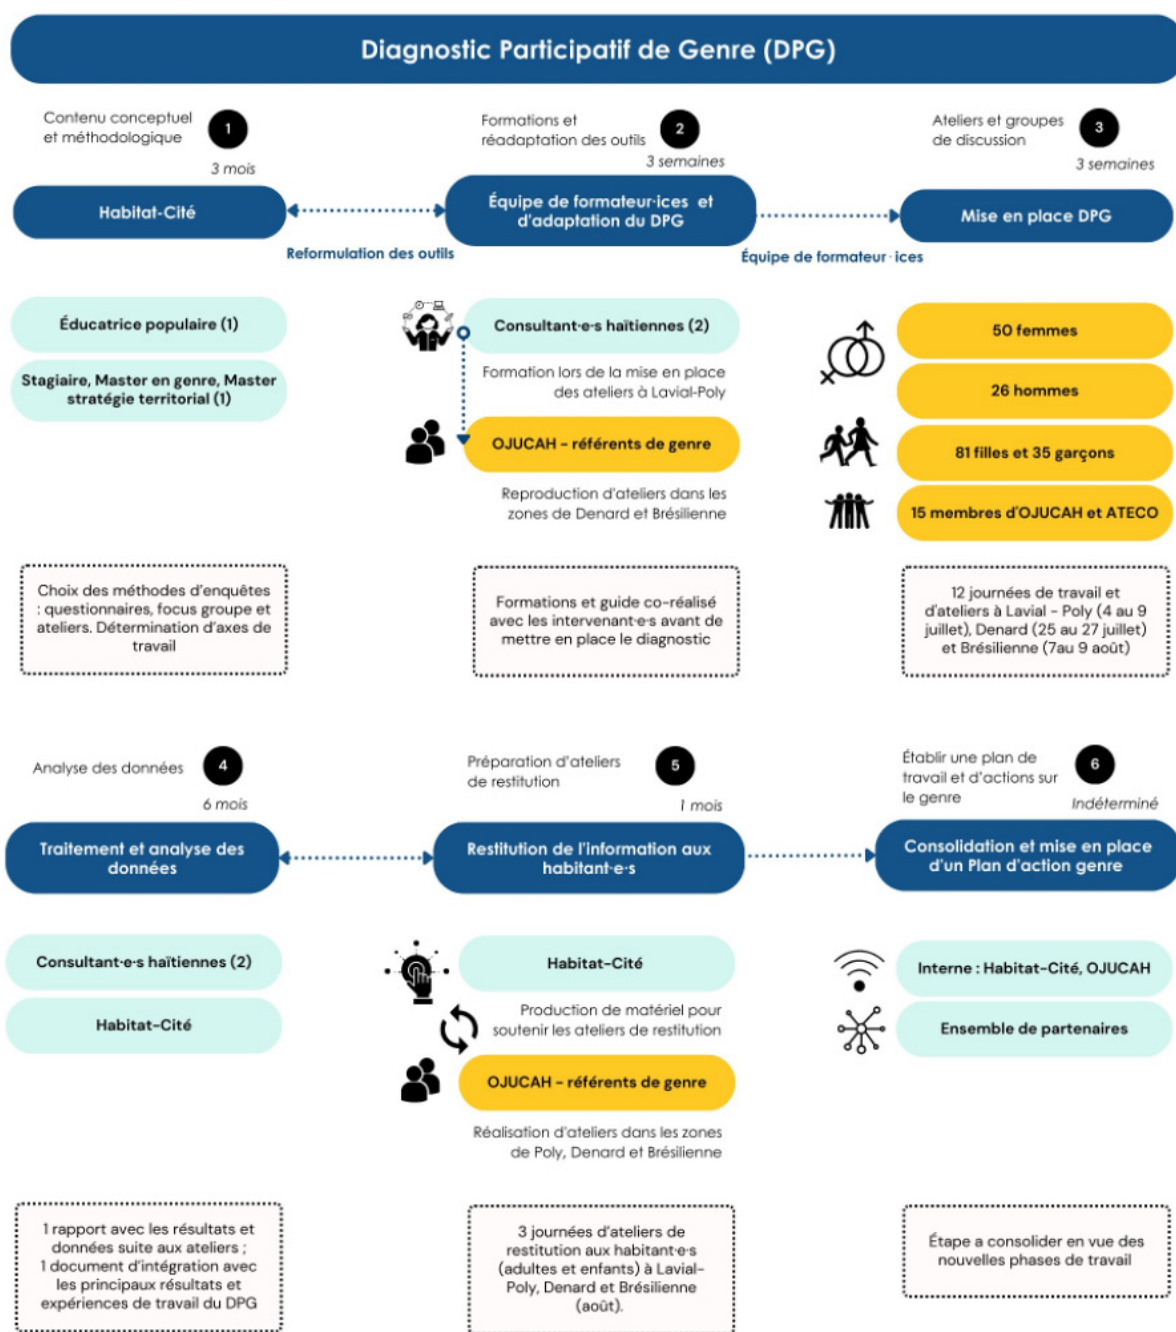 Diagnostic Participatif de Genre (DPG)
Contenu conceptuel
et méthodologique
1
3 mois
Habitat-Cité
Reformulation des outils
Éducatrice populaire (1)
Stagiaire, Master en genre, Master
stratégie territorial (1)
Choix des méthodes d'enquêtes
: questionnaires, focus groupe et
ateliers. Détermination d'axes de
travail
Formations et
réadaptation des outils
2
3 semaines
Équipe de formateur·ices et
d'adaptation du DPG
Équipe de formateur·ices
Consultant·e·s haïtiennes (2)
Formation lors de la mise en place
des ateliers à Lavial-Poly
OJUCAH - référents de genre
Reproduction d'ateliers dans les
zones de Denard et Brésilienne
Formations et guide co-réalisé
avec les intervenant·e·s avant de
mettre en place le diagnostic
Ateliers et groupes
de discussion
3
3 semaines
Mise en place DPG
50 femmes
26 hommes
81 filles et 35 garçons
15 membres d'OJUCAH et ATECO
12 journées de travail et
d'ateliers à Lavial - Poly (4 au 9
juillet), Denard (25 au 27 juillet)
et Brésilienne (7au 9 août)
Analyse des données
4
6 mois
Traitement et analyse des
données
Consultant·e·s haïtiennes (2)
Habitat-Cité
1 rapport avec les résultats et
données suite aux ateliers ;
1 document d'intégration avec
les principaux résultats et
expériences de travail du DPG
Préparation d'ateliers
de restitution
5
1 mois
Restitution de l'information aux
habitant·e·s
Habitat-Cité
Production de matériel pour
soutenir les ateliers de restitution
OJUCAH - référents de genre
Réalisation d'ateliers dans les zones
de Poly, Denard et Brésilienne
3 journées d'ateliers de
restitution aux habitant·e·s
(adultes et enfants) à Lavial-
Poly, Denard et Brésilienne
(août).
Établir une plan de
travail et d'actions sur
le genre
6
Indéterminé
Consolidation et mise en place
d'un Plan d'action genre
Interne : Habitat-Cité, OJUCAH
Ensemble de partenaires
Étape a consolider en vue des
nouvelles phases de travail